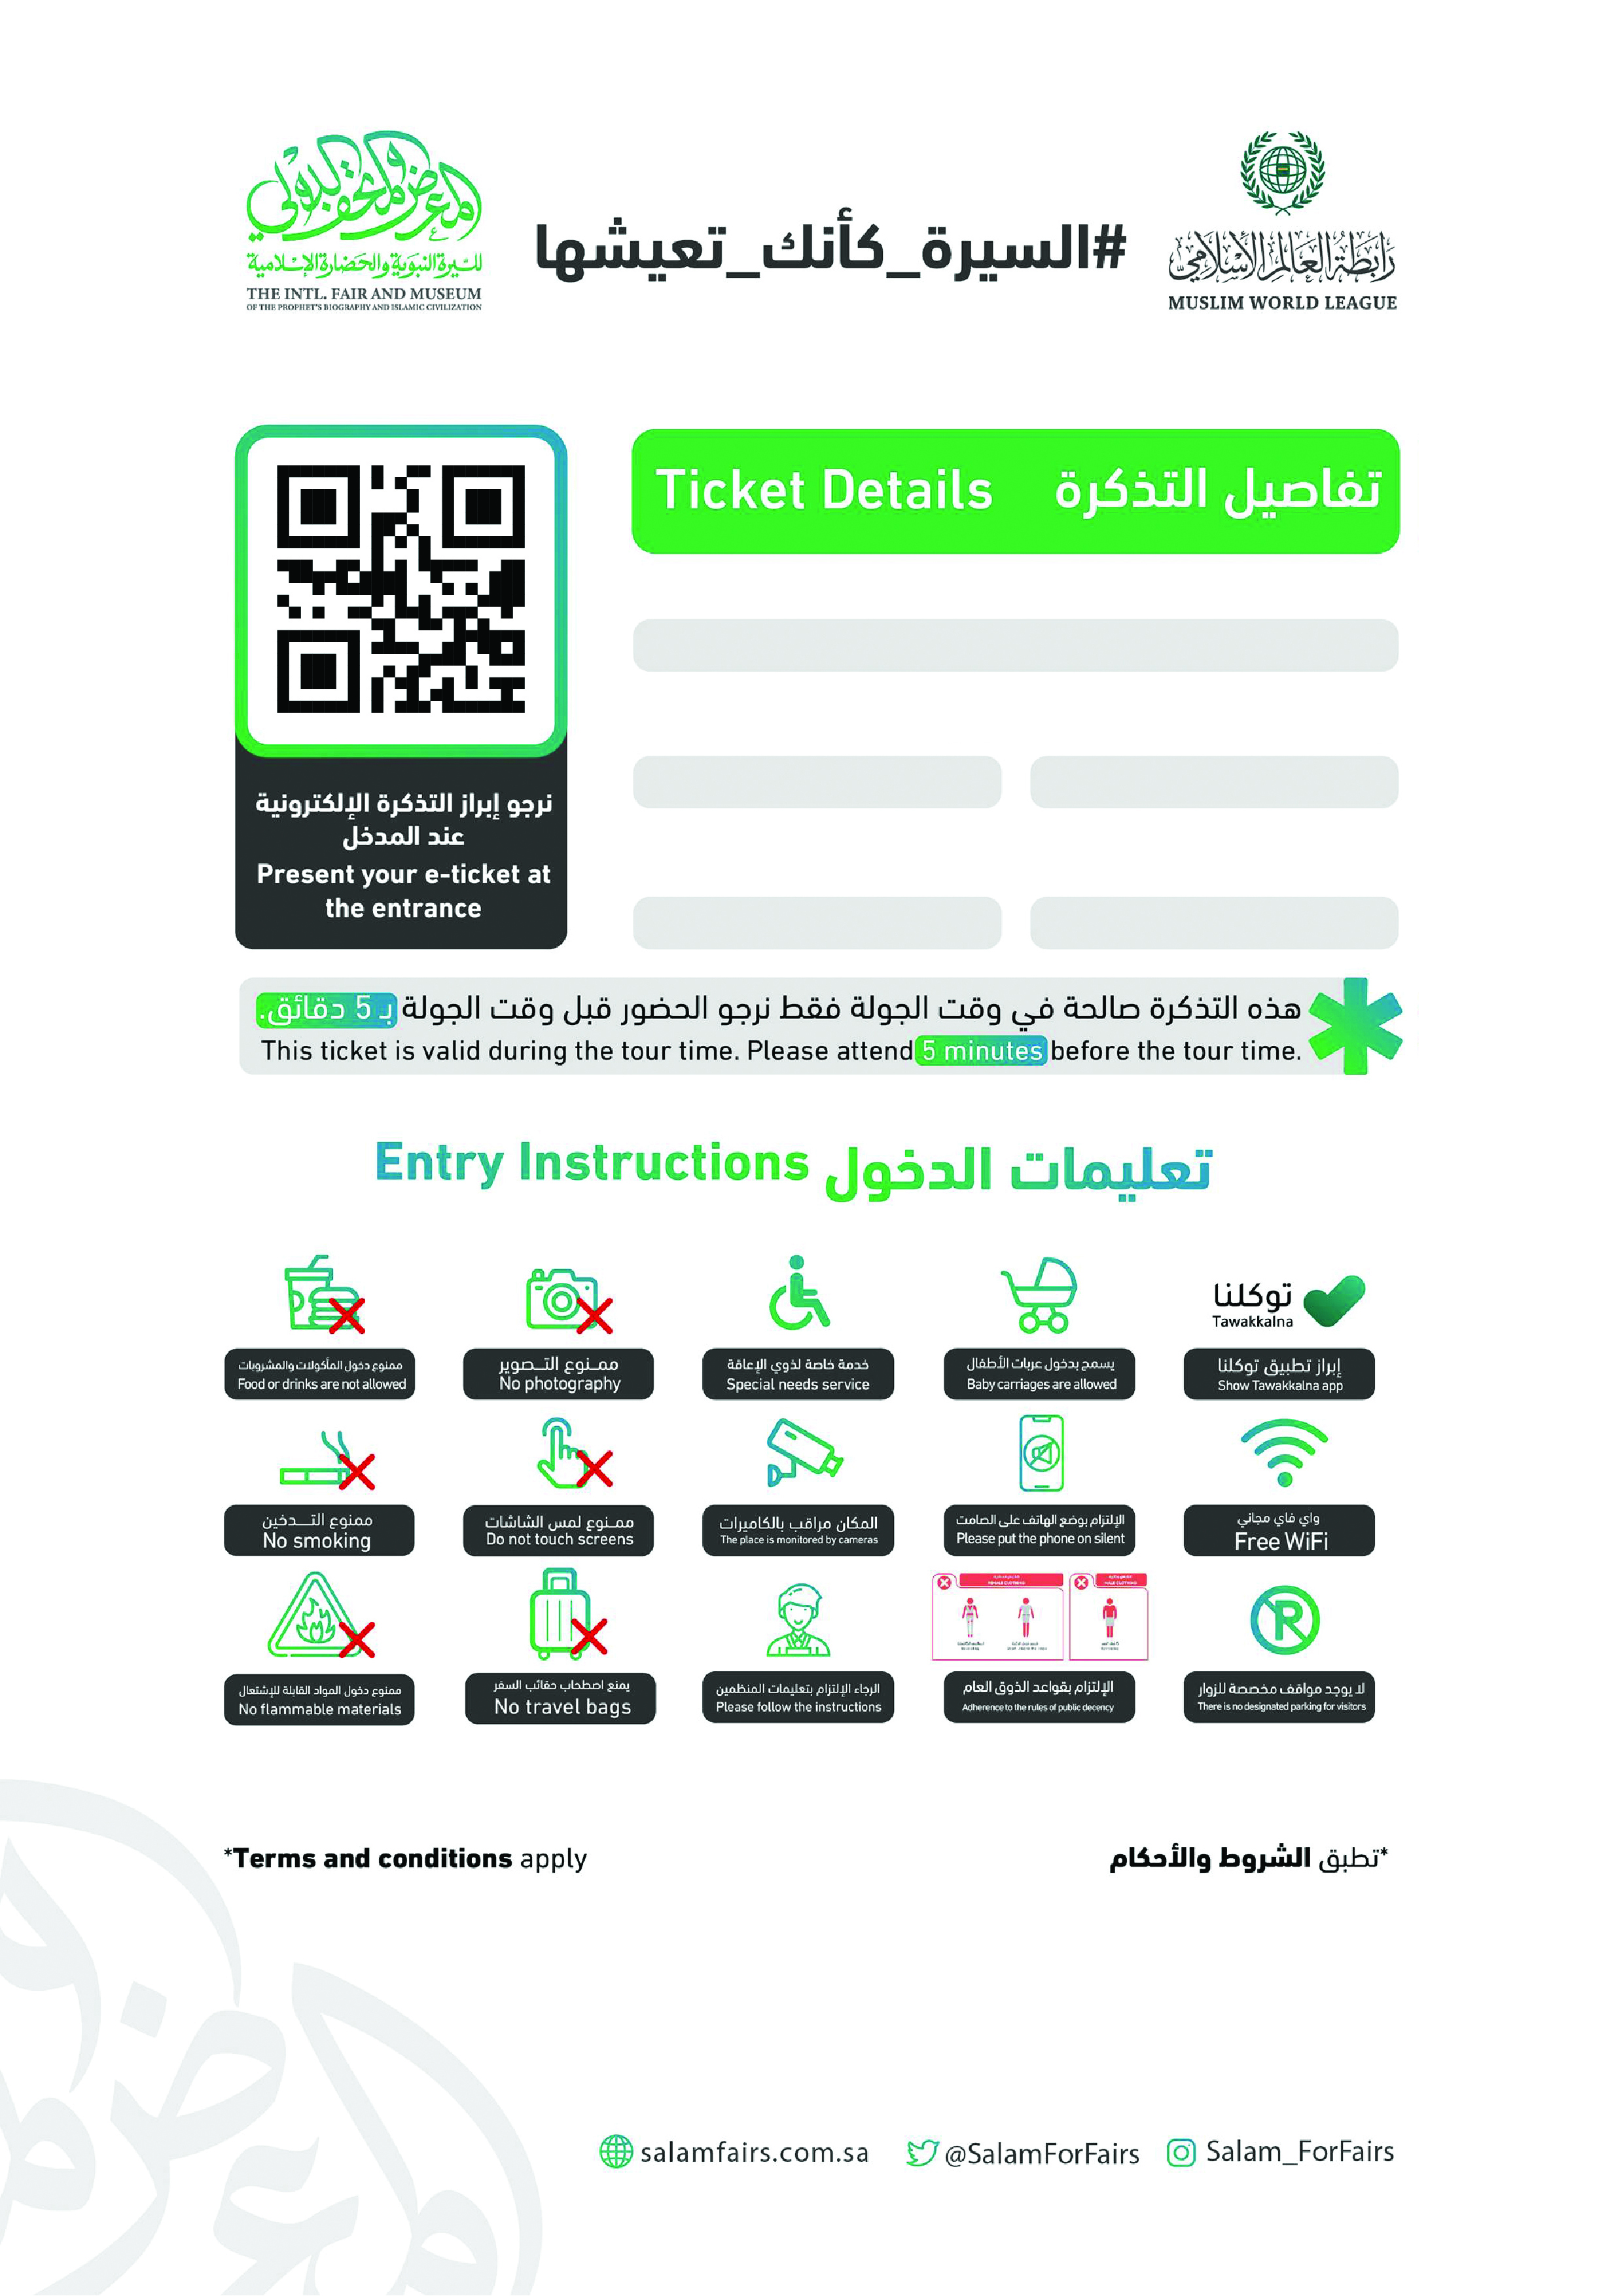 المعرض والمتحف الدولي
للسيرة النبوية والحضارة الإسلامية
THE INTL. FAIR AND MUSEUM
OF THE PROPHET'S BIOGRAPHY AND ISLAMIC CIVILIZATION
#السيرة_كأنك_تعيشها
رابطة العالم الإسلامي
MUSLIM WORLD LEAGUE
Ticket Details تفاصيل التذكرة
نرجو إبراز التذكرة الإلكترونية
عند المدخل
Present your e-ticket at
the entrance
هذه التذكرة صالحة في وقت الجولة فقط نرجو الحضور قبل وقت الجولة بـ 5 دقائق.
This ticket is valid during the tour time. Please attend 5 minutes before the tour time.
Entry Instructions تعليمات الدخول
توكلنا
Tawakkalna
ممنوع دخول المأكولات والمشروبات
Food or drinks are not allowed
ممـنوع التــصوير
No photography
خدمة خاصة لذوي الإعاقة
Special needs service
يسمح بدخول عربات الأطفال
Baby carriages are allowed
إبراز تطبيق توكلنا
Show Tawakkalna app
ممنوع التـــدخين
No smoking
ممـنوع لمس الشاشات
Do not touch screens
المكان مراقب بالكاميرات
The place is monitored by cameras
الإلتزام بوضع الهاتف على الصامت
Please put the phone on silent
واي فاي مجاني
Free WiFi
FEMALE CLOTHING
MALE CLOTHING
ممنوع دخول المواد القابلة للإشتعال
No flammable materials
يمنع اصطحاب حقائب السفر
No travel bags
الرجاء الإلتزام بتعليمات المنظمين
Please follow the instructions
الإلتزام بقواعد الذوق العام
Adherence to the rules of public decency
لا يوجد مواقف مخصصة للزوار
There is no designated parking for visitors
*Terms and conditions apply
*تطبق الشروط والأحكام
salamfairs.com.sa @SalamForFairs Salam_ForFairs